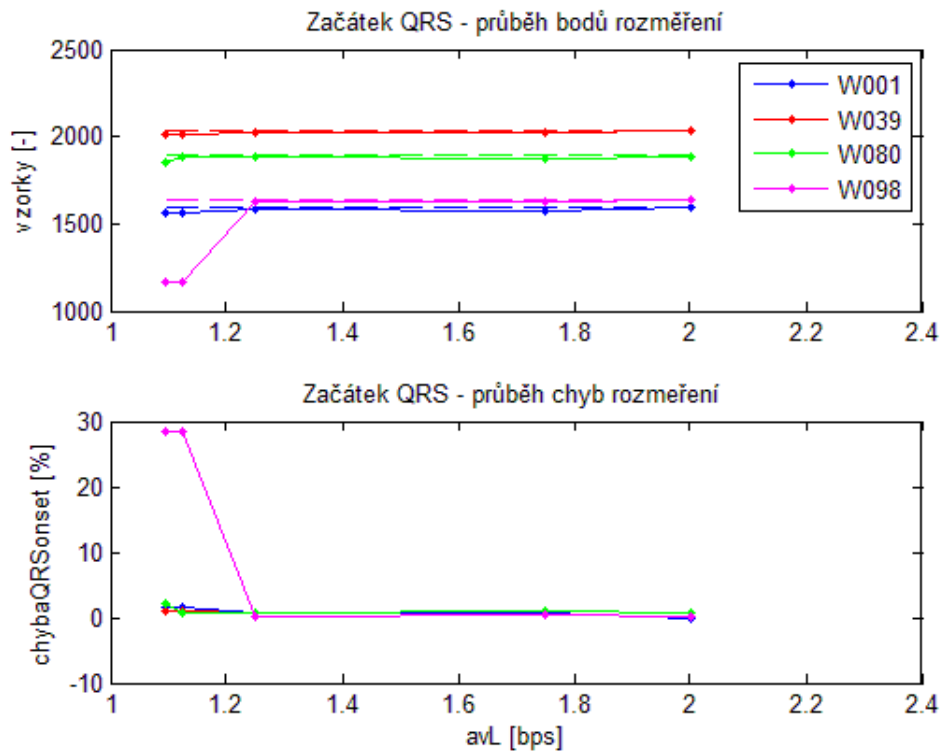 Začátek QRS - průběh bodů rozměření
vzorky [-]
2500
2000
1500
1000
1
1.2
1.4
1.6
1.8
2
2.2
2.4
W001
W039
W080
W098
Začátek QRS - průběh chyb rozmeření
chybaQRSonset [%]
30
20
10
0
-10
1
1.2
1.4
1.6
1.8
2
2.2
2.4
avL [bps]